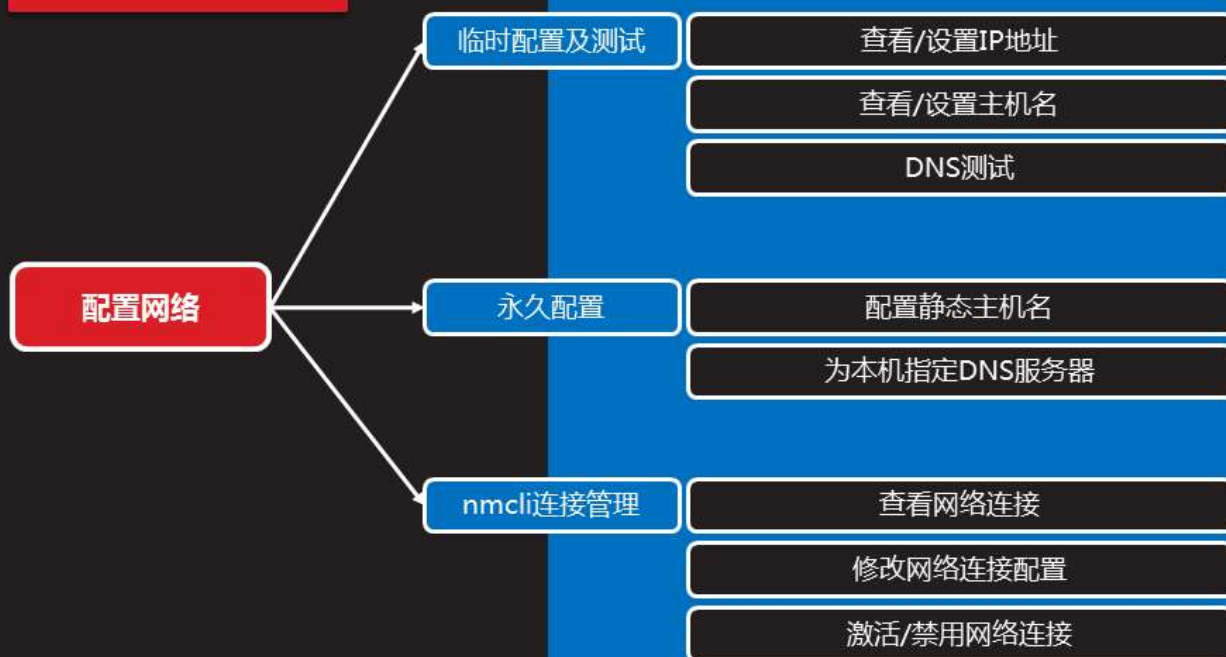 配置网络
临时配置及测试
查看/设置IP地址
查看/设置主机名
DNS测试
永久配置
配置静态主机名
为本机指定DNS服务器
nmcli连接管理
查看网络连接
修改网络连接配置
激活/禁用网络连接